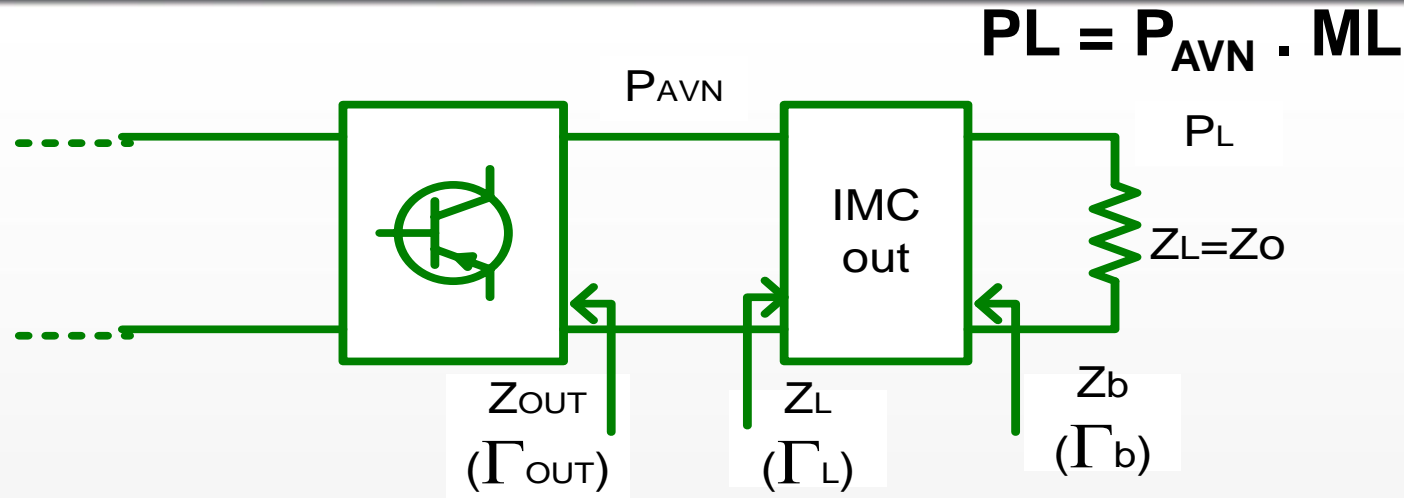 PL = PAVN . ML
PAVN
PL
IMC
out
ZL=Zo
ZOUT
(ΓOUT)
ZL
(ΓL)
Zb
(Γb)